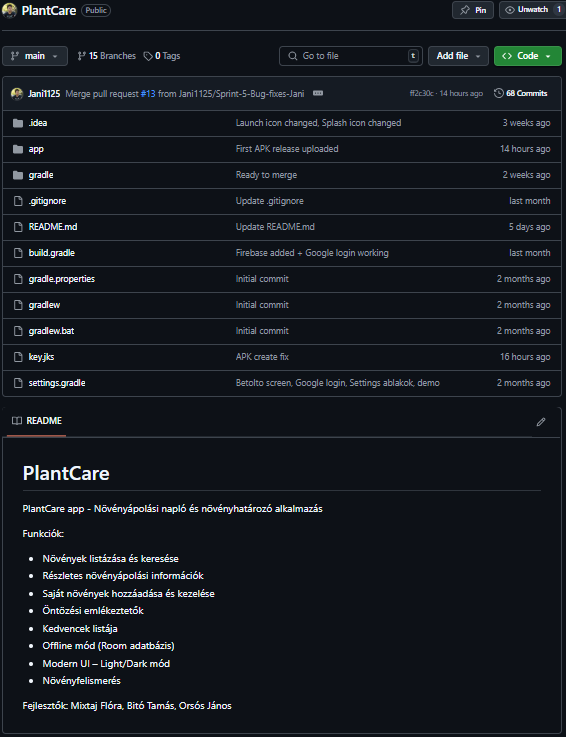 PlantCare Public Pin Unwatch 1
main 15 Branches 0 Tags Go to file t Add file Code
Jani1125 Merge pull request #13 from Jani1125/Sprint-5-Bug-fixes-Jani ff2c30c · 14 hours ago 68 Commits
.idea Launch icon changed, Splash icon changed 3 weeks ago
app First APK release uploaded 14 hours ago
gradle Ready to merge 2 weeks ago
.gitignore Update .gitignore last month
README.md Update README.md 5 days ago
build.gradle Firebase added + Google login working last month
gradle.properties Initial commit 2 months ago
gradlew Initial commit 2 months ago
gradlew.bat Initial commit 2 months ago
key.jks APK create fix 16 hours ago
settings.gradle Betolto screen, Google login, Settings ablakok, demo 2 months ago
README
PlantCare
PlantCare app - Növényápolási napló és növényhatározó alkalmazás
Funkciók:
• Növények listázása és keresése
• Részletes növényápolási információk
• Saját növények hozzáadása és kezelése
• Öntözési emlékeztetők
• Kedvencek listája
• Offline mód (Room adatbázis)
• Modern UI – Light/Dark mód
• Növényfelismerés
Fejlesztők: Mixtaj Flóra, Bitó Tamás, Orsós János